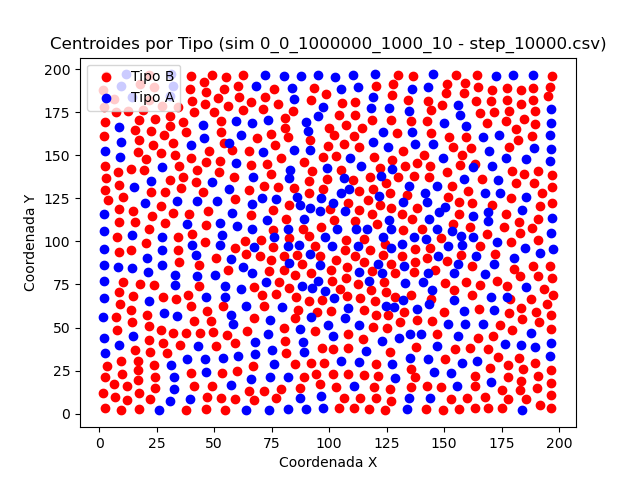 Centroides por Tipo (sim 0_0_1000000_1000_10 - step_10000.csv)
Tipo B
Tipo A
Coordenada Y
200
175
150
125
100
75
50
25
0
0 25 50 75 100 125 150 175 200
Coordenada X